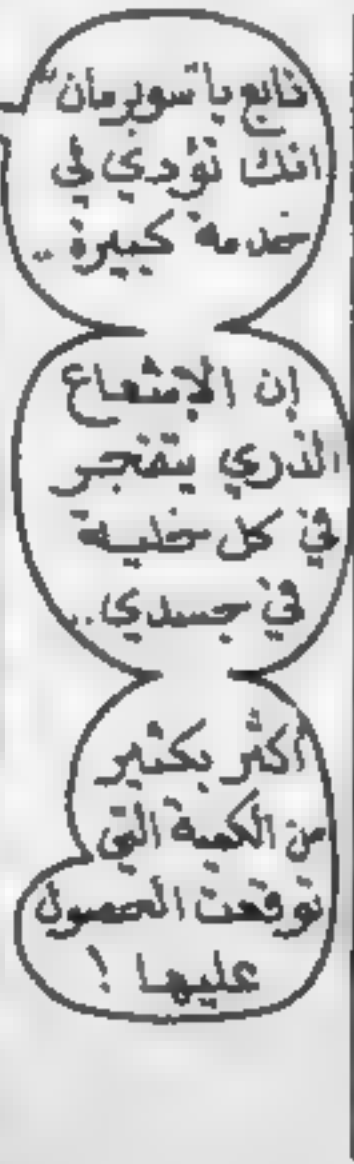 تابع يا "سوبرمان"
انك تؤدي لي
خدمة كبيرة ..
إن الإشعاع
الذري يتفجر
في كل خلية
في جسدي ..
أكثر بكثير
من الكمية التي
توقعت الحصول
عليها !